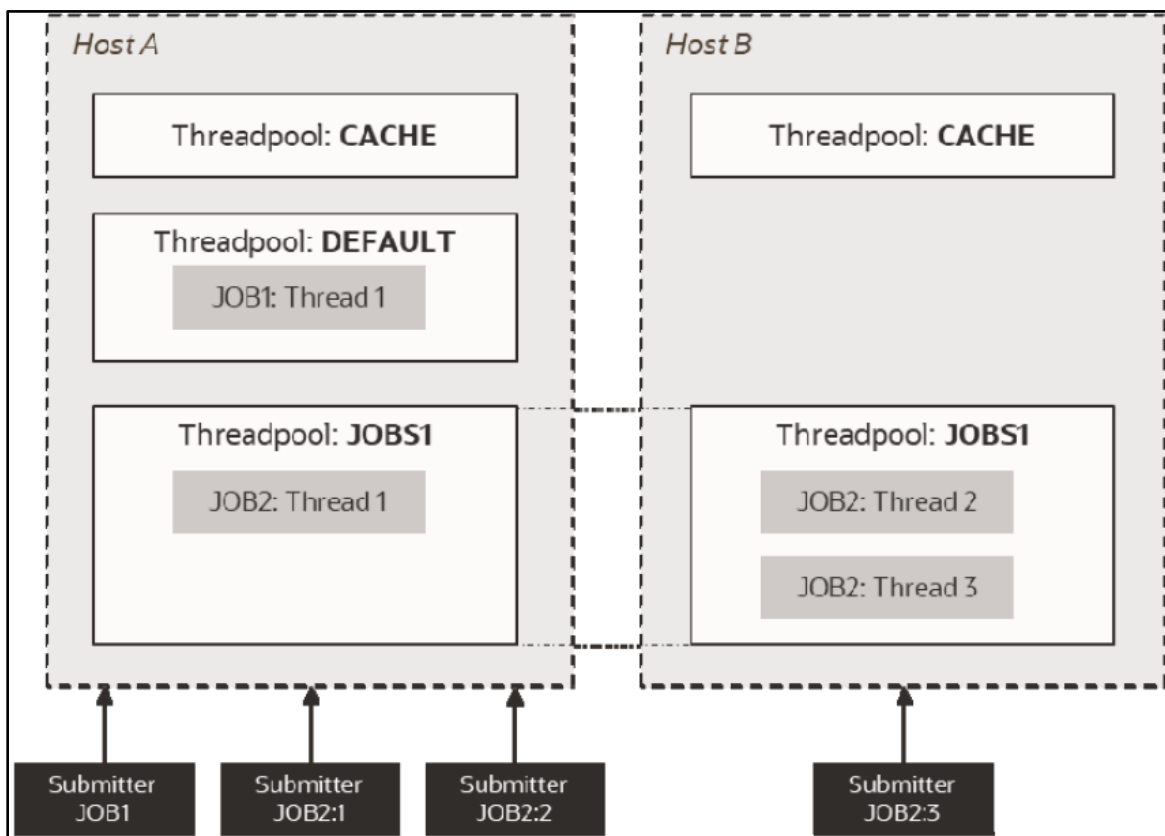 Host A
Threadpool: CACHE
Threadpool: DEFAULT
JOB1: Thread 1
Threadpool: JOBS1
JOB2: Thread 1
Host B
Threadpool: CACHE
Threadpool: JOBS1
JOB2: Thread 2
JOB2: Thread 3
Submitter
JOB1
Submitter
JOB2:1
Submitter
JOB2:2
Submitter
JOB2:3